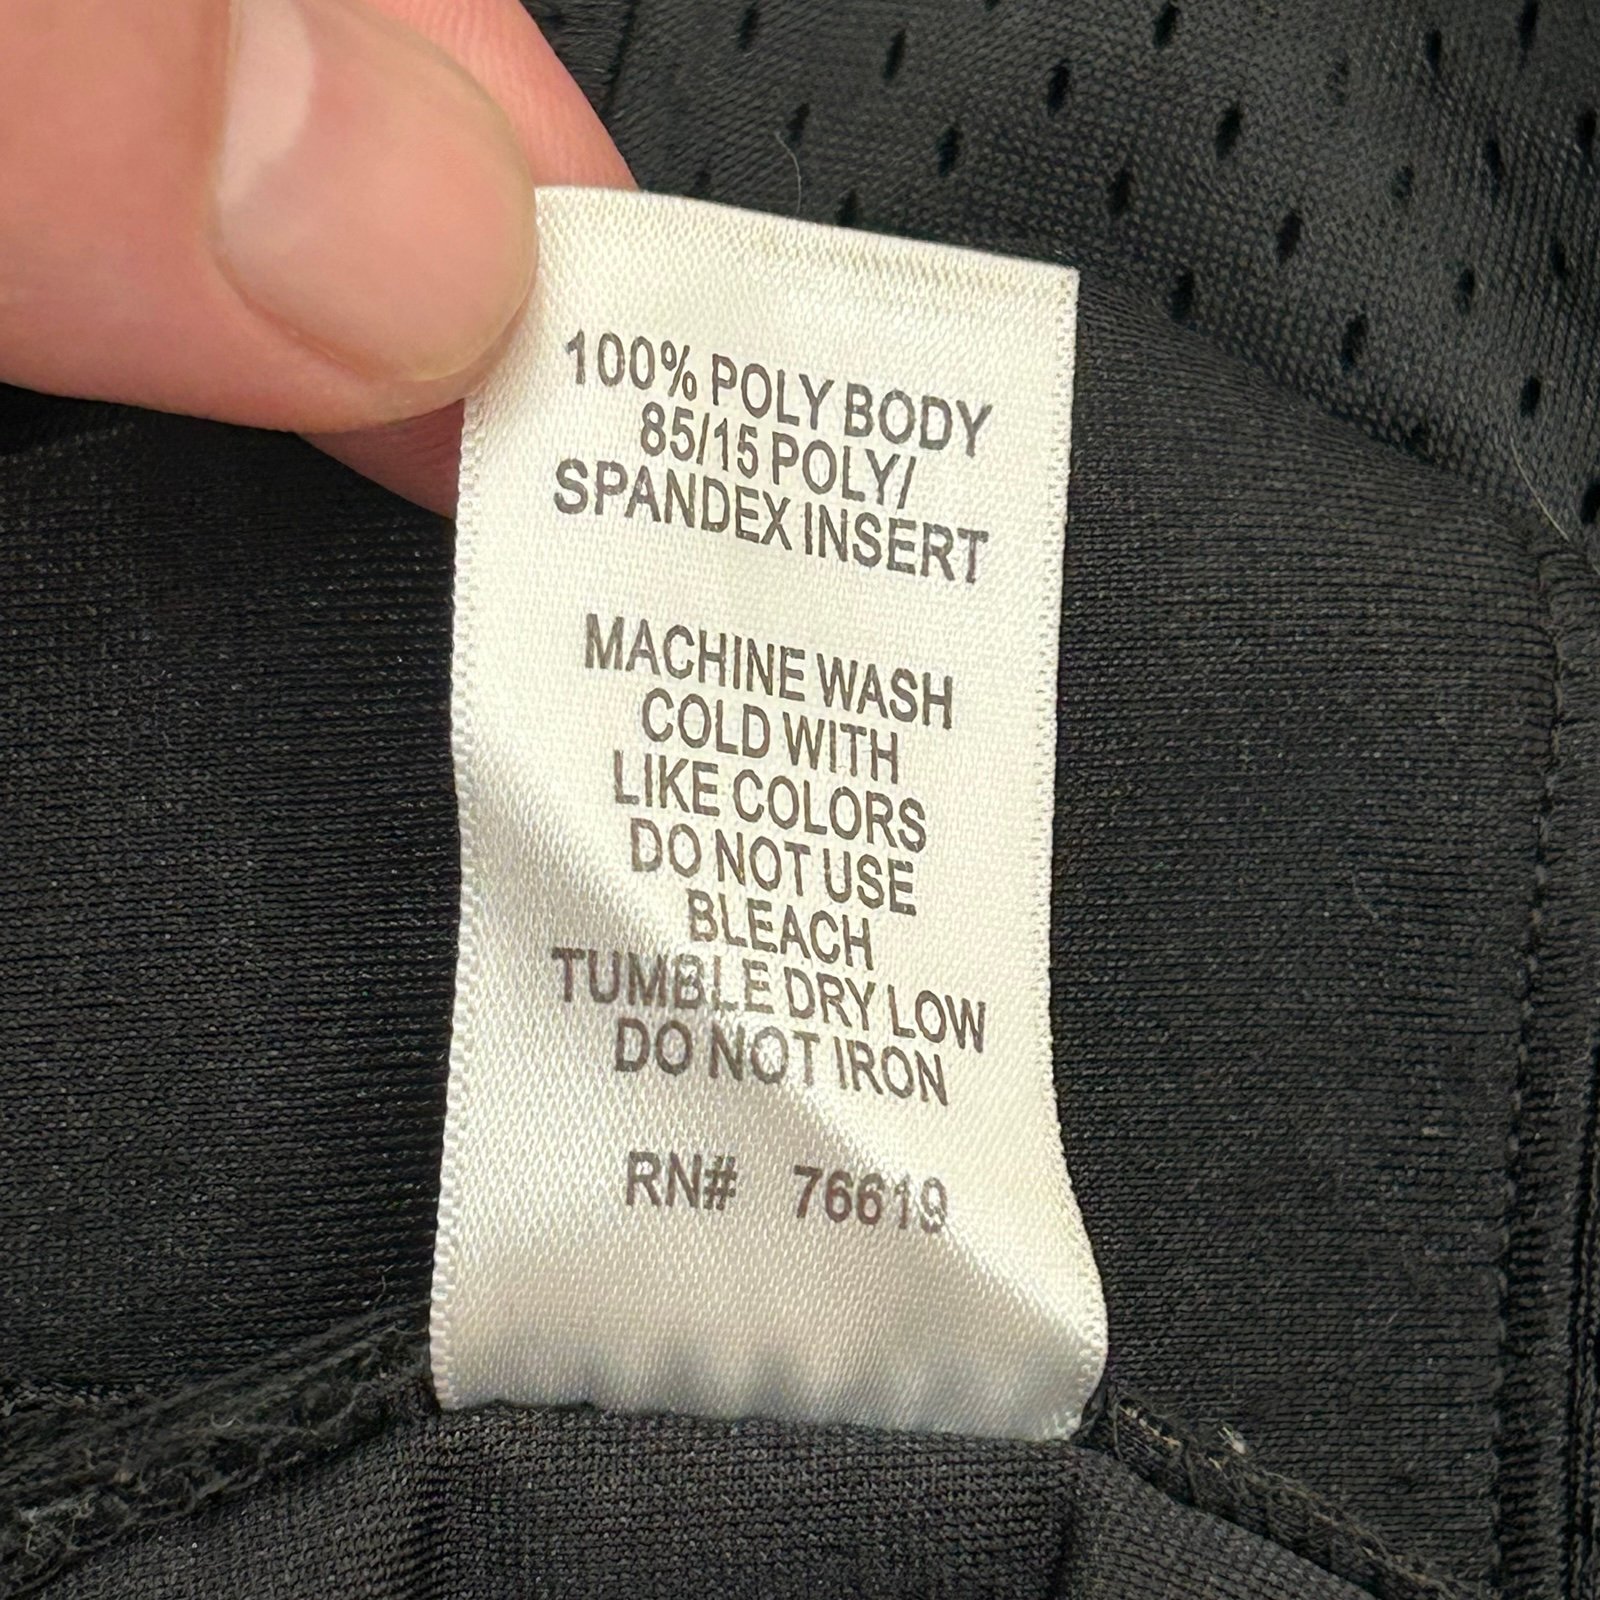 100% POLY BODY
85/15 POLY/
SPANDEX INSERT
MACHINE WASH
COLD WITH
LIKE COLORS
DO NOT USE
BLEACH
TUMBLE DRY LOW
DO NOT IRON
RN# 76619